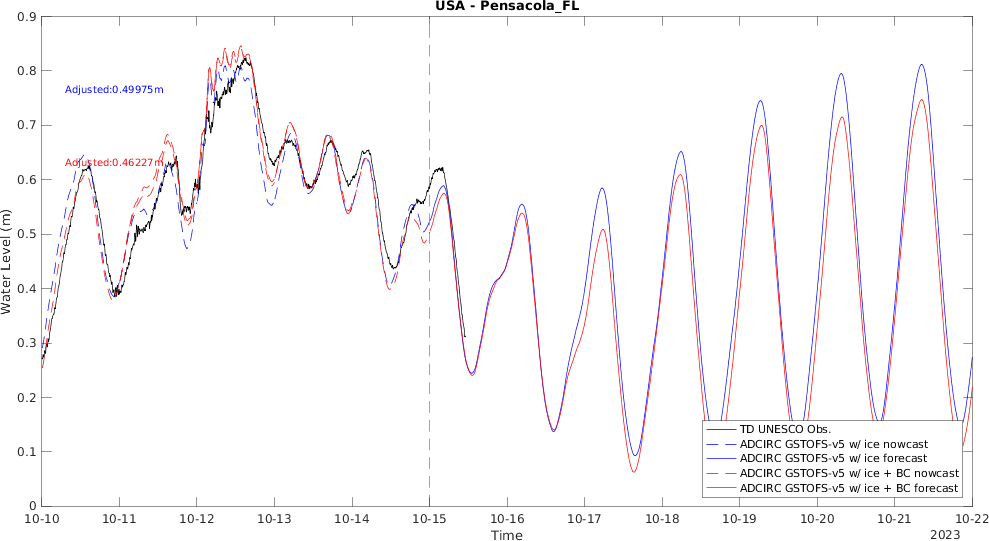 USA - Pensacola_FL
0.9
0.8
0.7
0.6
0.5
0.4
0.3
0.2
0.1
0
Water Level (m)
Adjusted:0.49975m
Adjusted:0.46227m
TD UNESCO Obs.
ADCIRC GSTOFS-v5 w/ ice nowcast
ADCIRC GSTOFS-v5 w/ ice forecast
ADCIRC GSTOFS-v5 w/ ice + BC nowcast
ADCIRC GSTOFS-v5 w/ ice + BC forecast
10-10 10-11 10-12 10-13 10-14 10-15 10-16 10-17 10-18 10-19 10-20 10-21 10-22
Time
2023